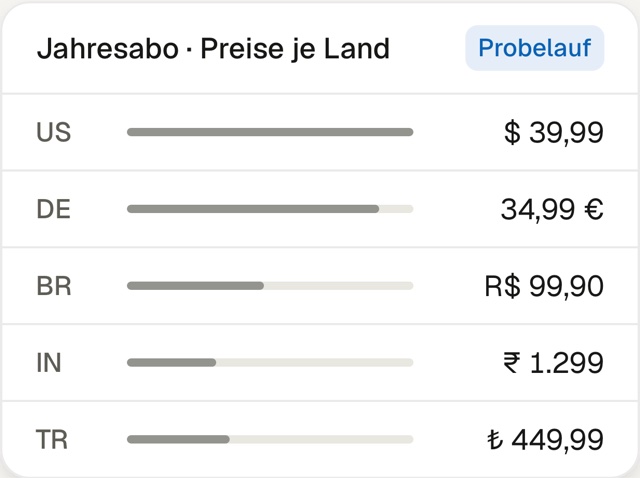 Jahresabo · Preise je Land Probelauf
US $ 39,99
DE 34,99 €
BR R$ 99,90
IN ₹ 1.299
TR ₺ 449,99